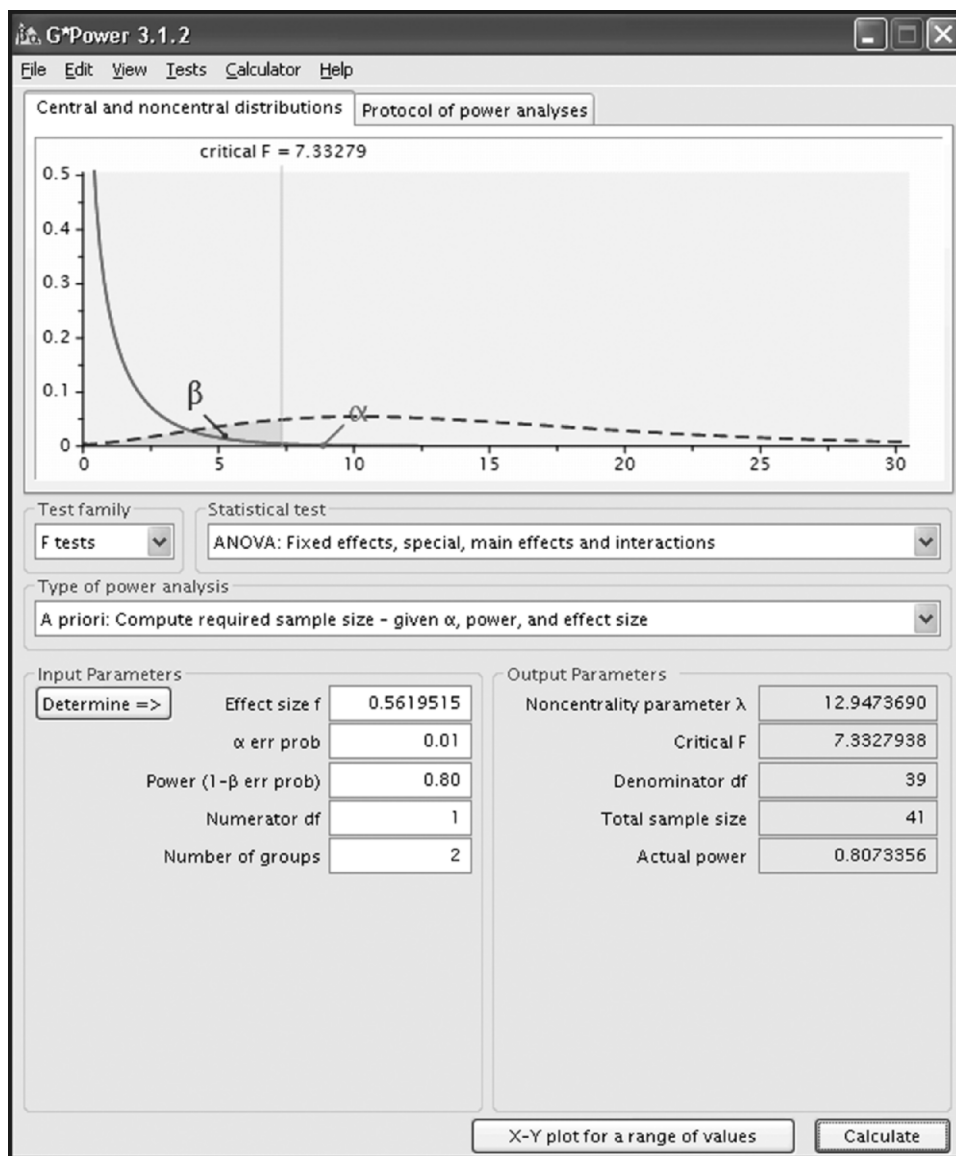 G*Power 3.1.2
File Edit View Tests Calculator Help
Central and noncentral distributions Protocol of power analyses
critical F = 7.33279
0.5
0.4
0.3
0.2
0.1
0
β
α
0 5 10 15 20 25 30
Test family
F tests
Statistical test
ANOVA: Fixed effects, special, main effects and interactions
Type of power analysis
A priori: Compute required sample size – given α, power, and effect size
Input Parameters
Determine =>
Effect size f 0.5619515
α err prob 0.01
Power (1-β err prob) 0.80
Numerator df 1
Number of groups 2
Output Parameters
Noncentrality parameter λ 12.9473690
Critical F 7.3327938
Denominator df 39
Total sample size 41
Actual power 0.8073356
X-Y plot for a range of values Calculate